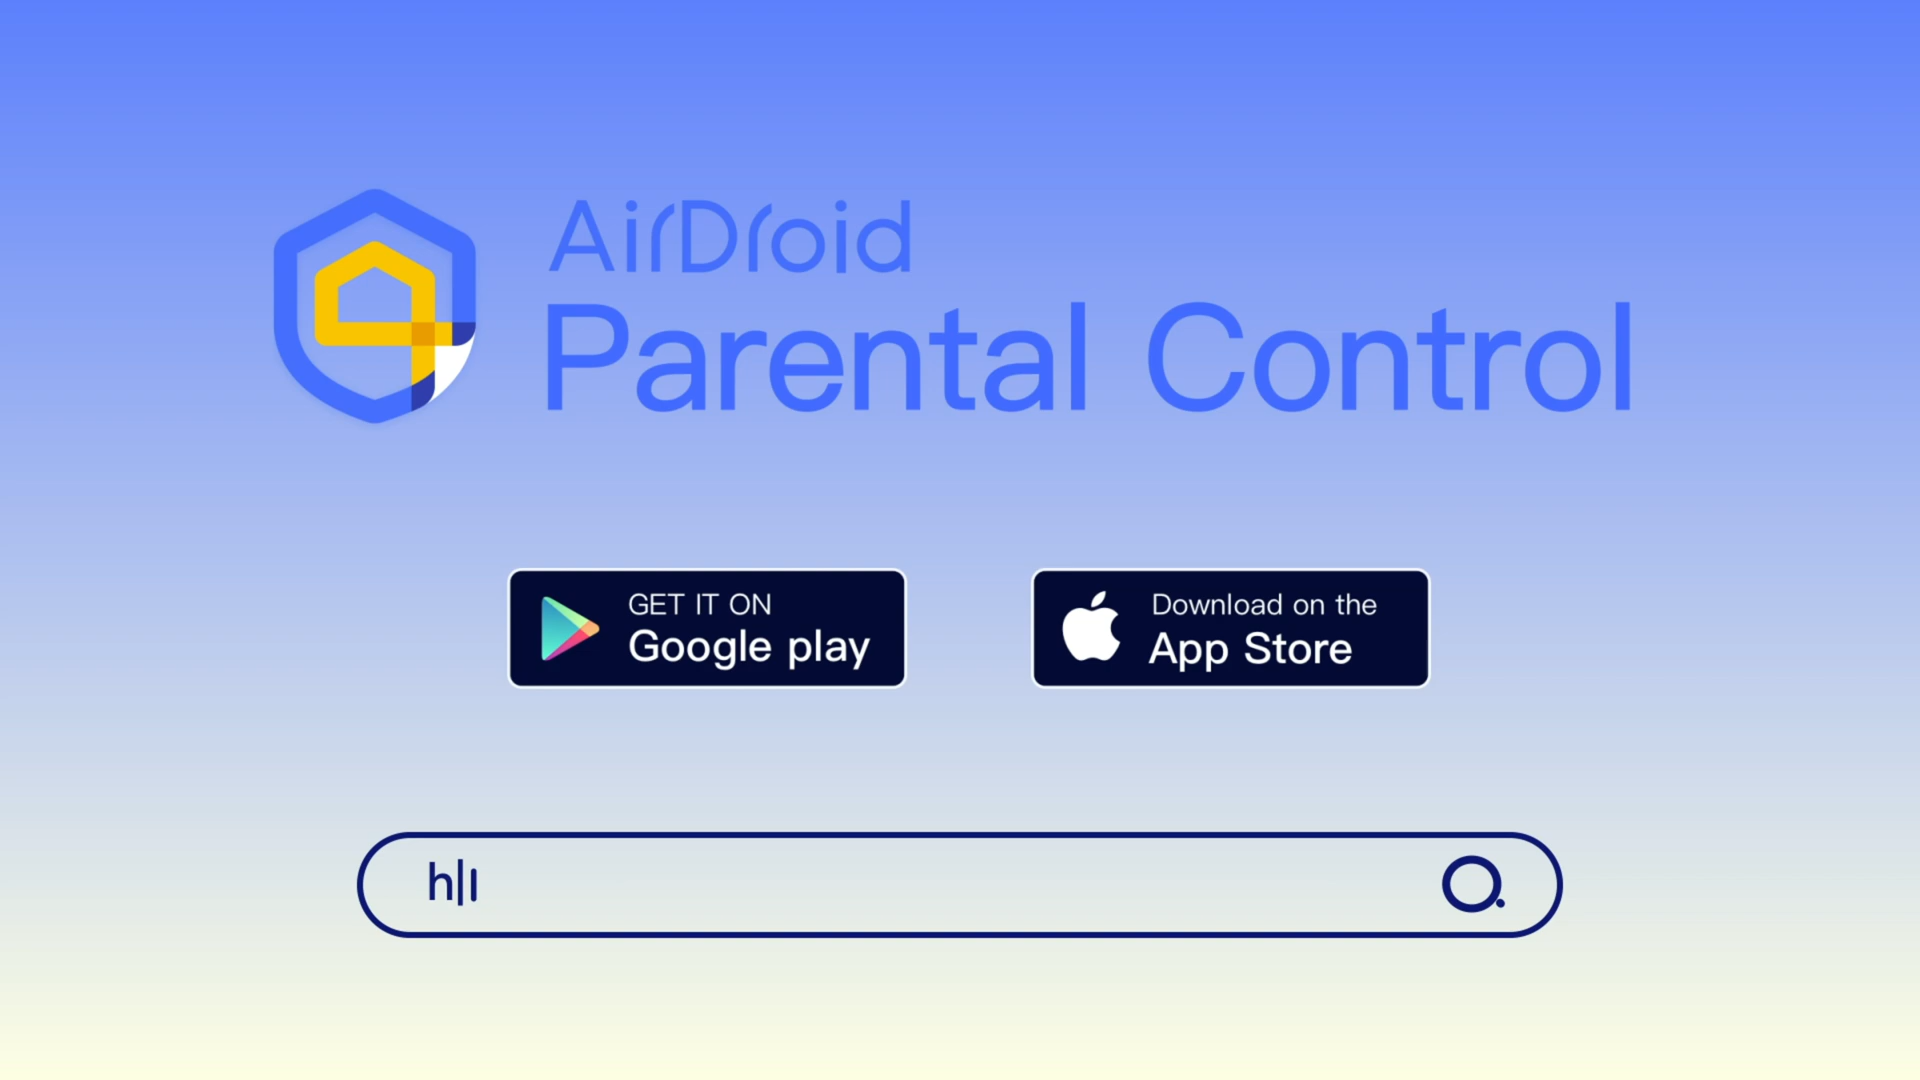 AirDroid
Parental Control
GET IT ON
Google play
Download on the
App Store
h